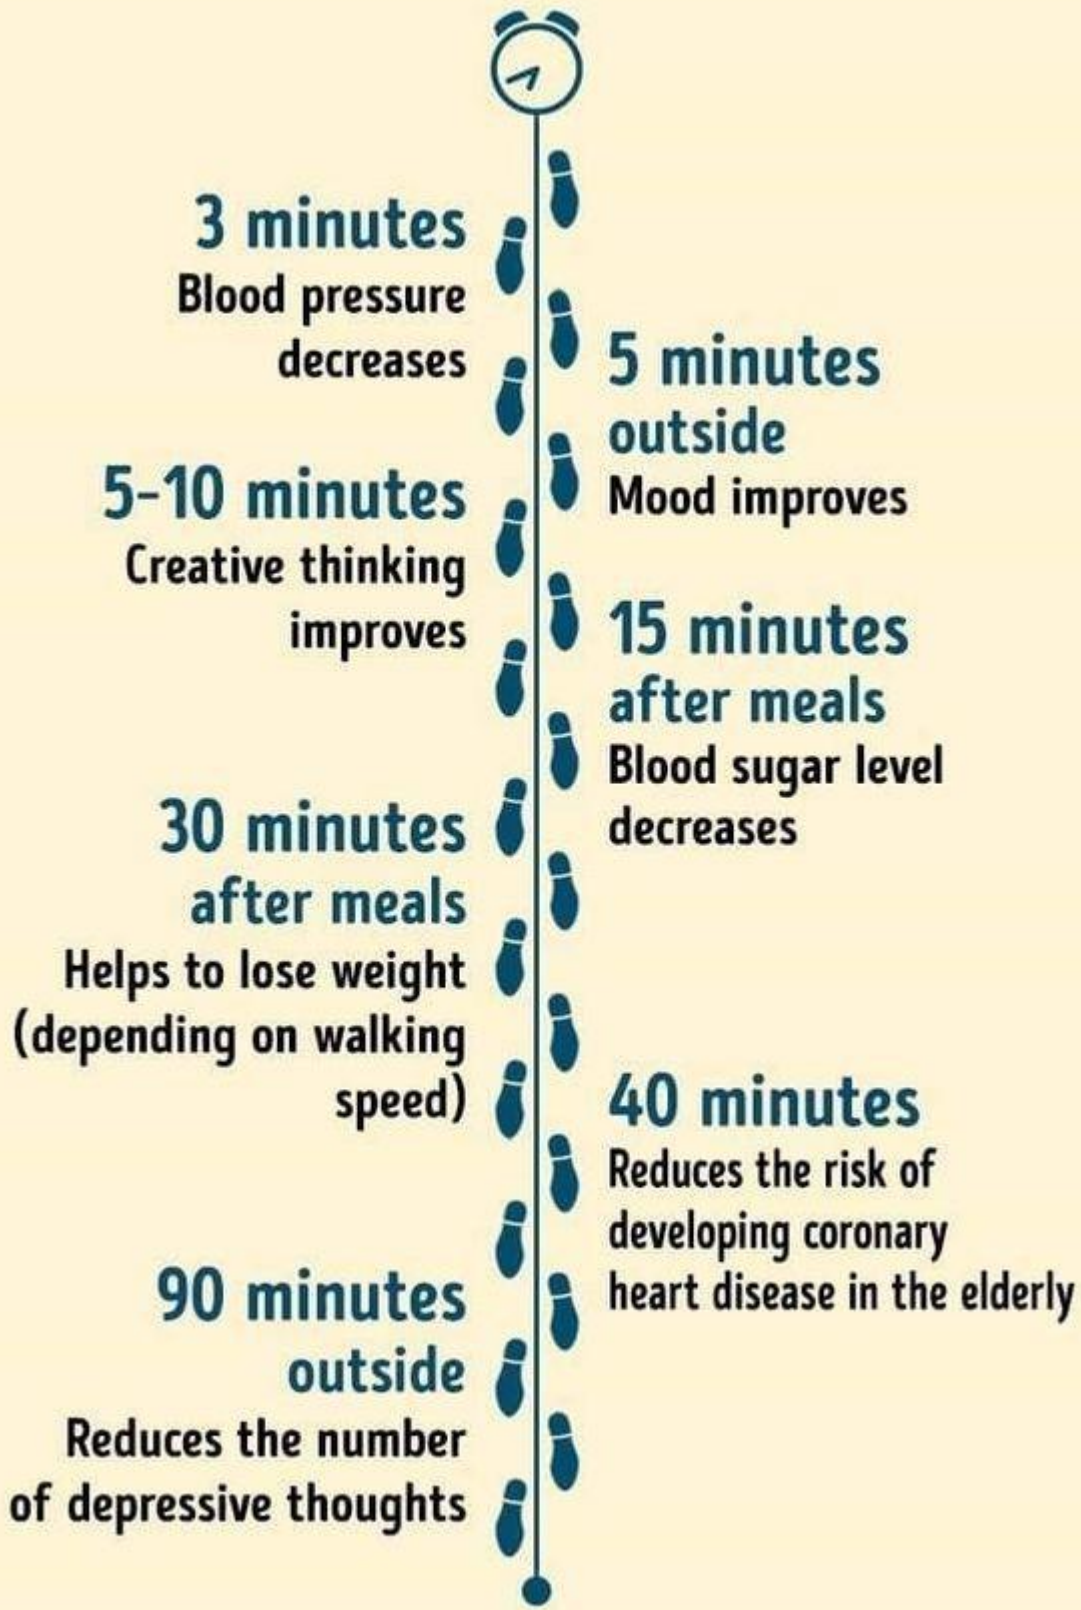 3 minutes
Blood pressure
decreases
5 minutes
outside
Mood improves
5-10 minutes
Creative thinking
improves
15 minutes
after meals
Blood sugar level
decreases
30 minutes
after meals
Helps to lose weight
(depending on walking
speed)
40 minutes
Reduces the risk of
developing coronary
heart disease in the elderly
90 minutes
outside
Reduces the number
of depressive thoughts